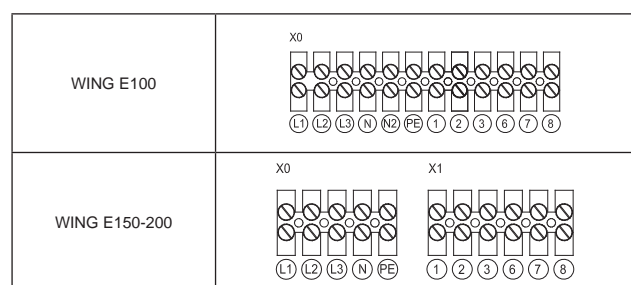 WING E100
X0
L1 L2 L3 N N2 PE 1 2 3 6 7 8
WING E150-200
X0 X1
L1 L2 L3 N PE 1 2 3 6 7 8